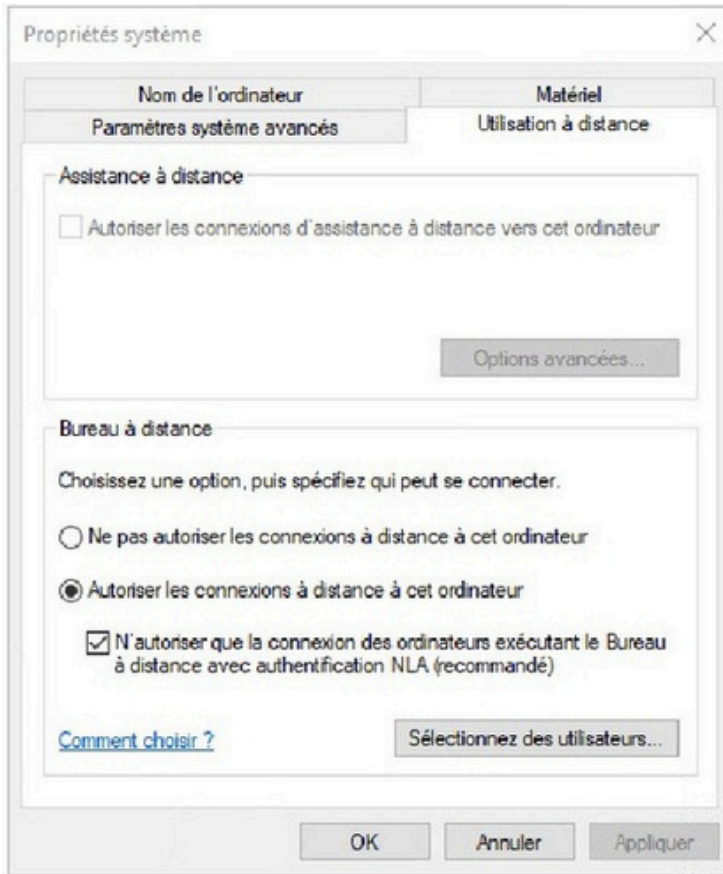 Propriétés système
Nom de l'ordinateur
Matériel
Paramètres système avancés
Utilisation à distance
Assistance à distance
Autoriser les connexions d'assistance à distance vers cet ordinateur
Options avancées...
Bureau à distance
Choisissez une option, puis spécifiez qui peut se connecter.
Ne pas autoriser les connexions à distance à cet ordinateur
Autoriser les connexions à distance à cet ordinateur
N'autoriser que la connexion des ordinateurs exécutant le Bureau
à distance avec authentification NLA (recommandé)
Comment choisir ?
Sélectionnez des utilisateurs...
OK
Annuler
Appliquer